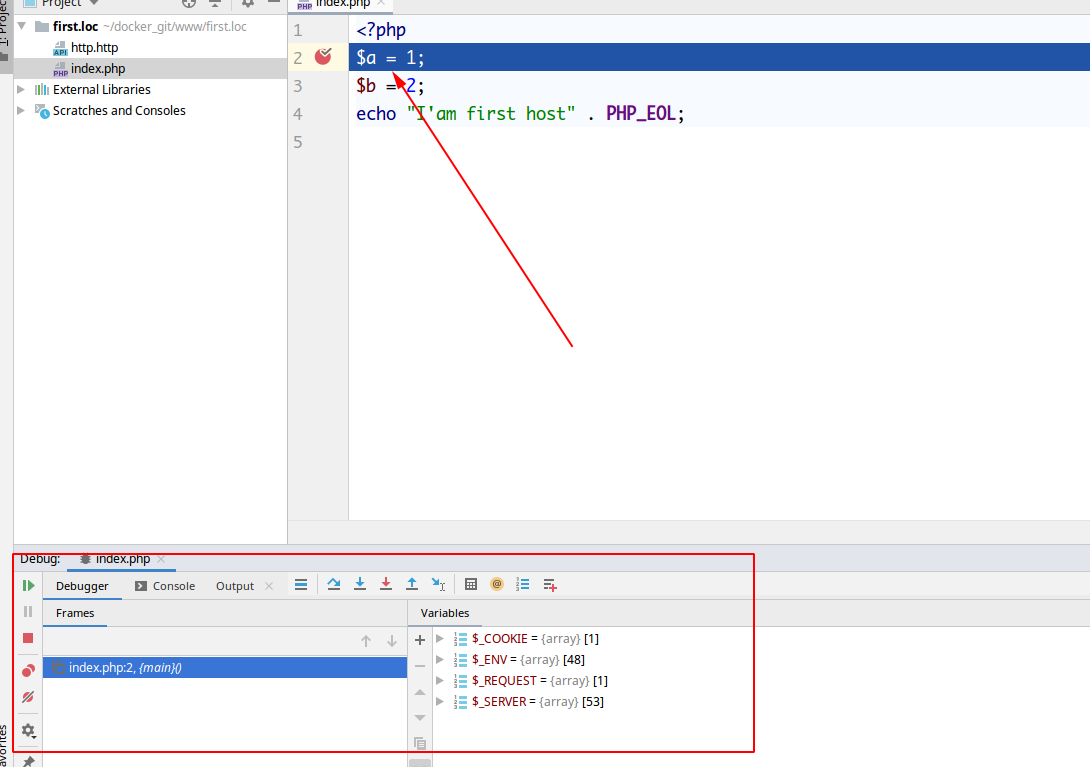 Project
index.php
1: Project
first.loc ~/docker_git/www/first.loc
API http.http
PHP index.php
External Libraries
Scratches and Consoles
1 <?php
2 $a = 1;
3 $b = 2;
4 echo "I'am first host" . PHP_EOL;
5
Debug: index.php
Debugger Console Output
Frames
Variables
index.php:2, {main}()
$_COOKIE = {array} [1]
$_ENV = {array} [48]
$_REQUEST = {array} [1]
$_SERVER = {array} [53]